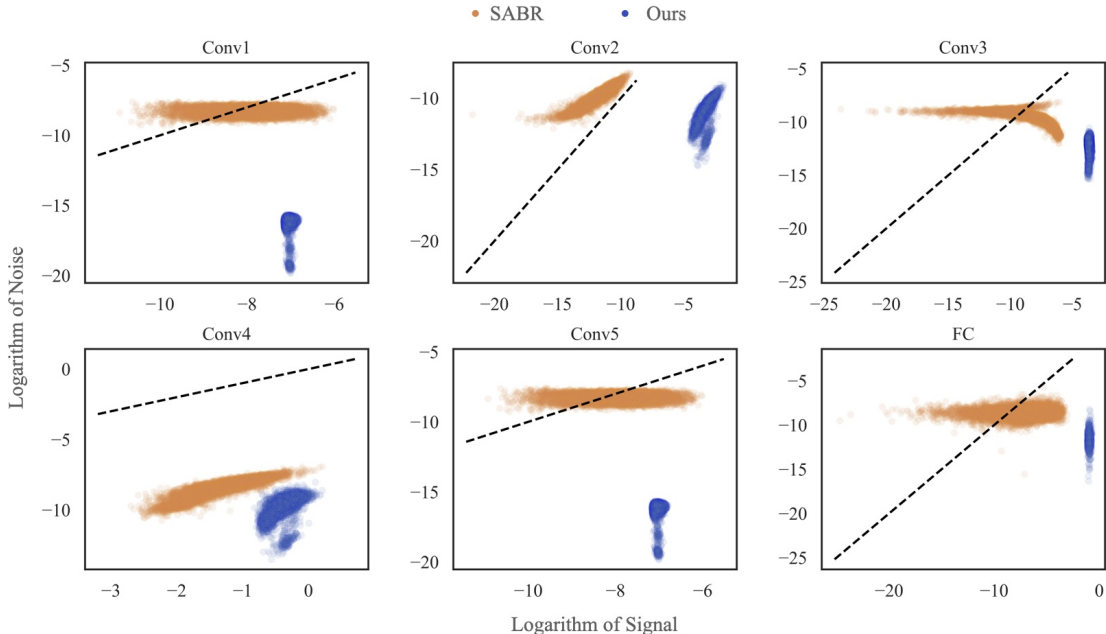 SABR Ours
Conv1 Conv2 Conv3
−5 −10 −15 −20
−10 −8 −6
−10 −15 −20
−20 −15 −10 −5
−5 −10 −15 −20 −25
−25 −20 −15 −10 −5
Logarithm of Noise
Conv4 Conv5 FC
0 −5 −10
−3 −2 −1 0
−5 −10 −15 −20
−10 −8 −6
−5 −10 −15 −20 −25
−20 −10 0
Logarithm of Signal